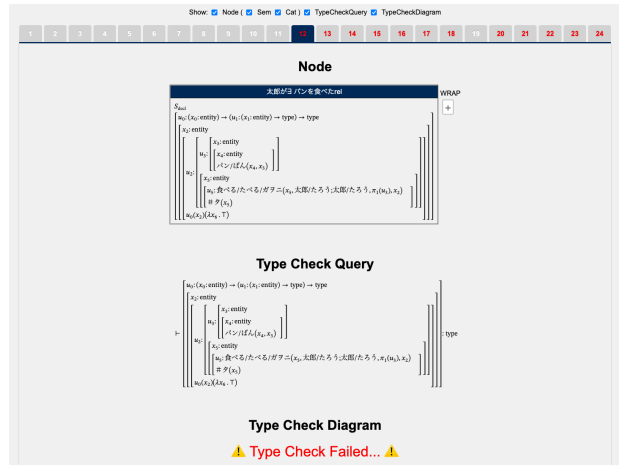 Show: Node ( Sem Cat ) TypeCheckQuery TypeCheckDiagram
1 2 3 4 5 6 7 8 9 10 11 12 13 14 15 16 17 18 19 20 21 22 23 24
Node
太郎が∃ パンを食べたrel
WRAP
+
S_decl
u₀: (x₀: entity) → (u₁: (x₁: entity) → type) → type
x₂: entity
x₃: entity
u₃: x₄: entity
パン/ぱん(x₄, x₃)
u₂:
x₅: entity
u₅: 食べる/たべる/ガヲニ(x₅, 太郎/たろう;太郎/たろう, π₁(u₃), x₂)
# タ(x₅)
u₀(x₂)(λx₆. ⊤)
Type Check Query
u₀: (x₀: entity) → (u₁: (x₁: entity) → type) → type
x₂: entity
x₃: entity
u₃: x₄: entity
パン/ぱん(x₄, x₃)
⊢ u₂: : type
x₅: entity
u₅: 食べる/たべる/ガヲニ(x₅, 太郎/たろう;太郎/たろう, π₁(u₃), x₂)
# タ(x₅)
u₀(x₂)(λx₆. ⊤)
Type Check Diagram
⚠ Type Check Failed... ⚠